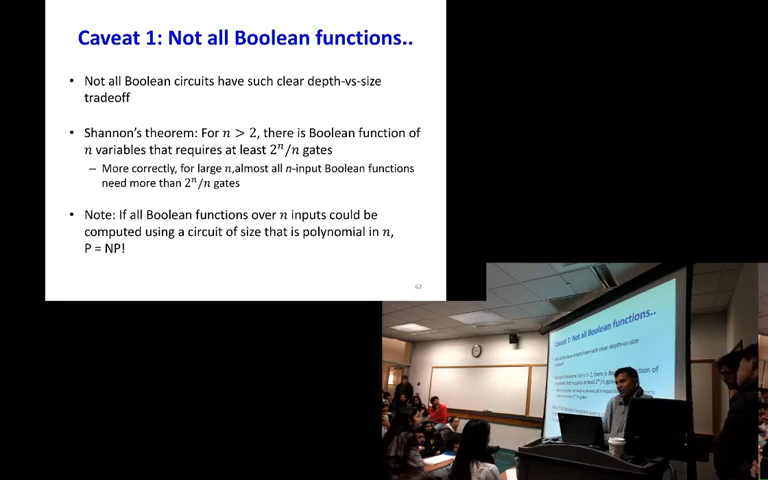 Caveat 1: Not all Boolean functions..
• Not all Boolean circuits have such clear depth-vs-size
tradeoff
• Shannon's theorem: For n > 2, there is Boolean function of
n variables that requires at least 2ⁿ/n gates
– More correctly, for large n,almost all n-input Boolean functions
need more than 2ⁿ/n gates
• Note: If all Boolean functions over n inputs could be
computed using a circuit of size that is polynomial in n,
P = NP!
62
Caveat 1: Not all Boolean functions..